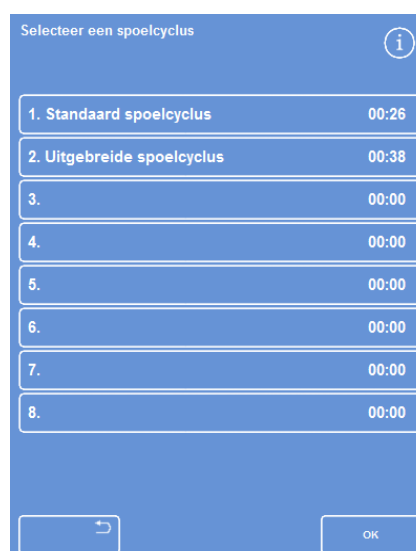 Selecteer een spoelcyclus
i
1. Standaard spoelcyclus 00:26
2. Uitgebreide spoelcyclus 00:38
3. 00:00
4. 00:00
5. 00:00
6. 00:00
7. 00:00
8. 00:00
OK